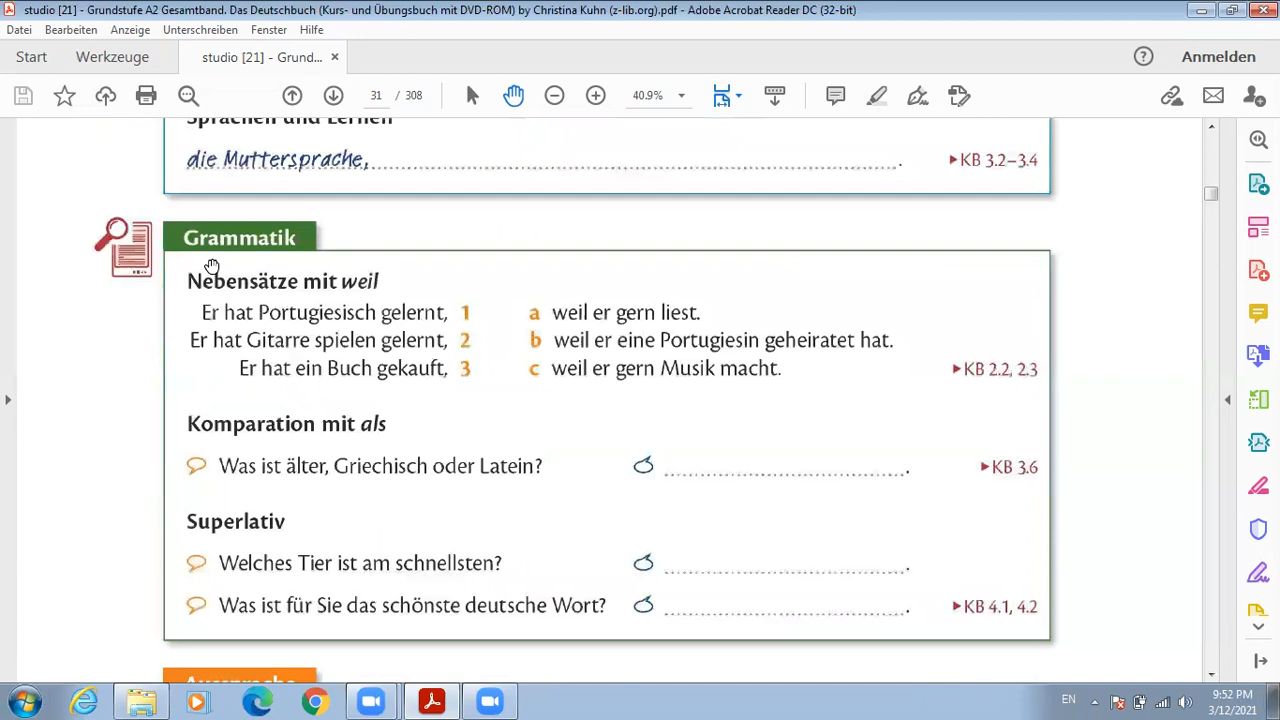 studio [21] - Grundstufe A2 Gesamtband. Das Deutschbuch (Kurs- und Übungsbuch mit DVD-ROM) by Christina Kuhn (z-lib.org).pdf - Adobe Acrobat Reader DC (32-bit)
Datei Bearbeiten Anzeige Unterschreiben Fenster Hilfe
Start Werkzeuge studio [21] - Grund... × Anmelden
31 / 308 40.9%
Sprachen und Lernen
die Muttersprache, . ▸KB 3.2–3.4
Grammatik
Nebensätze mit weil
Er hat Portugiesisch gelernt, 1 a weil er gern liest.
Er hat Gitarre spielen gelernt, 2 b weil er eine Portugiesin geheiratet hat.
Er hat ein Buch gekauft, 3 c weil er gern Musik macht. ▸KB 2.2, 2.3
Komparation mit als
Was ist älter, Griechisch oder Latein? . ▸KB 3.6
Superlativ
Welches Tier ist am schnellsten? .
Was ist für Sie das schönste deutsche Wort? . ▸KB 4.1, 4.2
Aussprache
EN 9:52 PM
3/12/2021